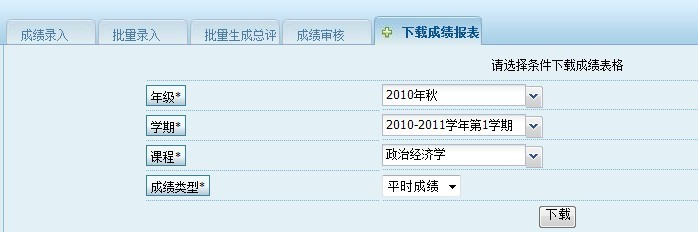 成绩录入 批量录入 批量生成总评 成绩审核 下载成绩报表
请选择条件下载成绩表格
年级* 2010年秋
学期* 2010-2011学年第1学期
课程* 政治经济学
成绩类型* 平时成绩
下载